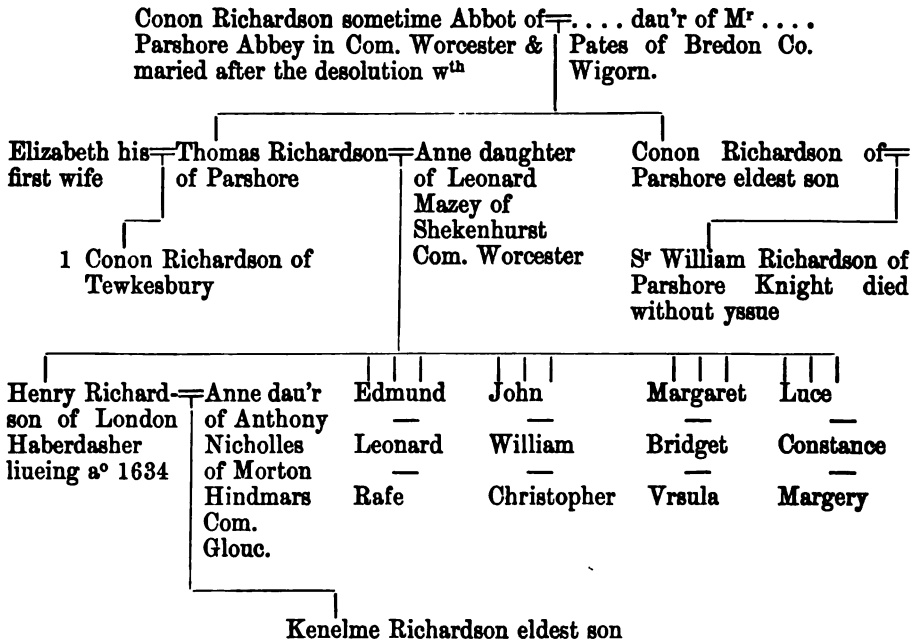 Conon Richardson sometime Abbot of
Parshore Abbey in Com. Worcester &
maried after the desolution wth
. . . . dau'r of Mr . . . .
Pates of Bredon Co.
Wigorn.
Elizabeth his
first wife
Thomas Richardson
of Parshore
Anne daughter
of Leonard
Mazey of
Shekenhurst
Com. Worcester
Conon Richardson of
Parshore eldest son
1 Conon Richardson of
Tewkesbury
Sr William Richardson of
Parshore Knight died
without yssue
Henry Richard-
son of London
Haberdasher
liueing ao 1634
Anne dau'r
of Anthony
Nicholles
of Morton
Hindmars
Com.
Glouc.
Edmund
—
Leonard
—
Rafe
John
—
William
—
Christopher
Margaret
—
Bridget
—
Vrsula
Luce
—
Constance
—
Margery
Kenelme Richardson eldest son